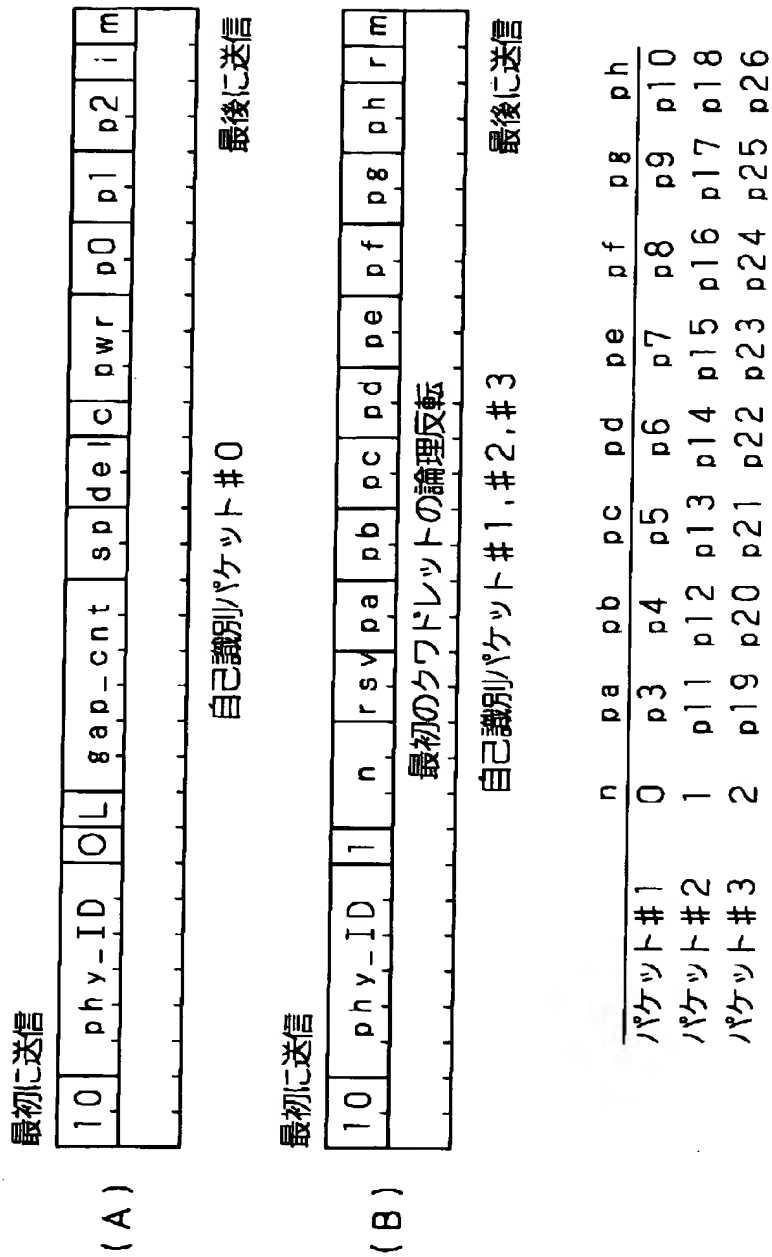 最初に送信
(A)
10 phy_ID 0 L gap_cnt sp del c pwr p0 p1 p2 i m
最後に送信
自己識別パケット#0
最初に送信
(B)
10 phy_ID 1 n rsv pa pb pc pd pe pf pg ph r m
最初のクワドレットの論理反転
最後に送信
自己識別パケット#1,#2,#3
n pa pb pc pd pe pf pg ph
パケット#1 0 p3 p4 p5 p6 p7 p8 p9 p10
パケット#2 1 p11 p12 p13 p14 p15 p16 p17 p18
パケット#3 2 p19 p20 p21 p22 p23 p24 p25 p26